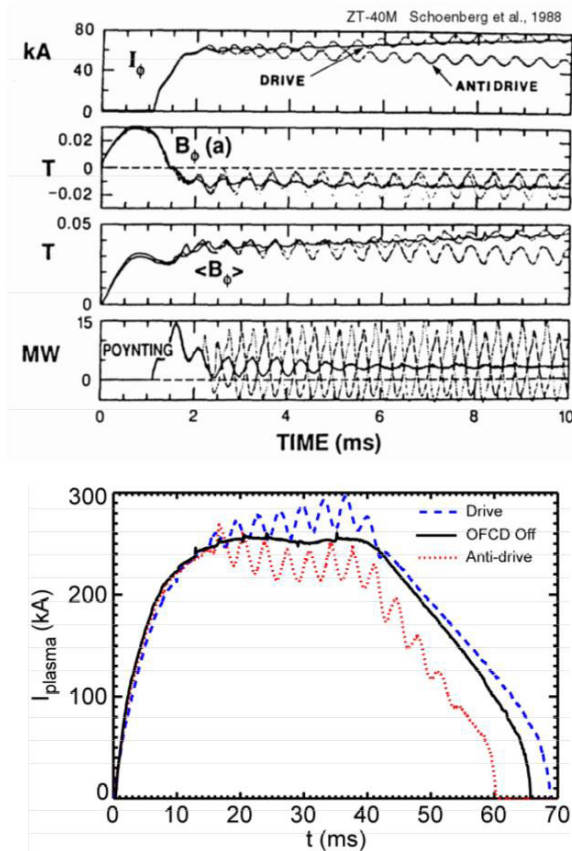 ZT-40M Schoenberg et al., 1988
80
kA
40
0
Iϕ
DRIVE
ANTIDRIVE
0.02
T
0
−0.02
Bϕ (a)
0.05
T
0
<Bϕ>
15
MW
POYNTING
0
0 2 4 6 8 10
TIME (ms)
300
200
100
0
Iplasma (kA)
Drive
OFCD Off
Anti-drive
0 10 20 30 40 50 60 70
t (ms)